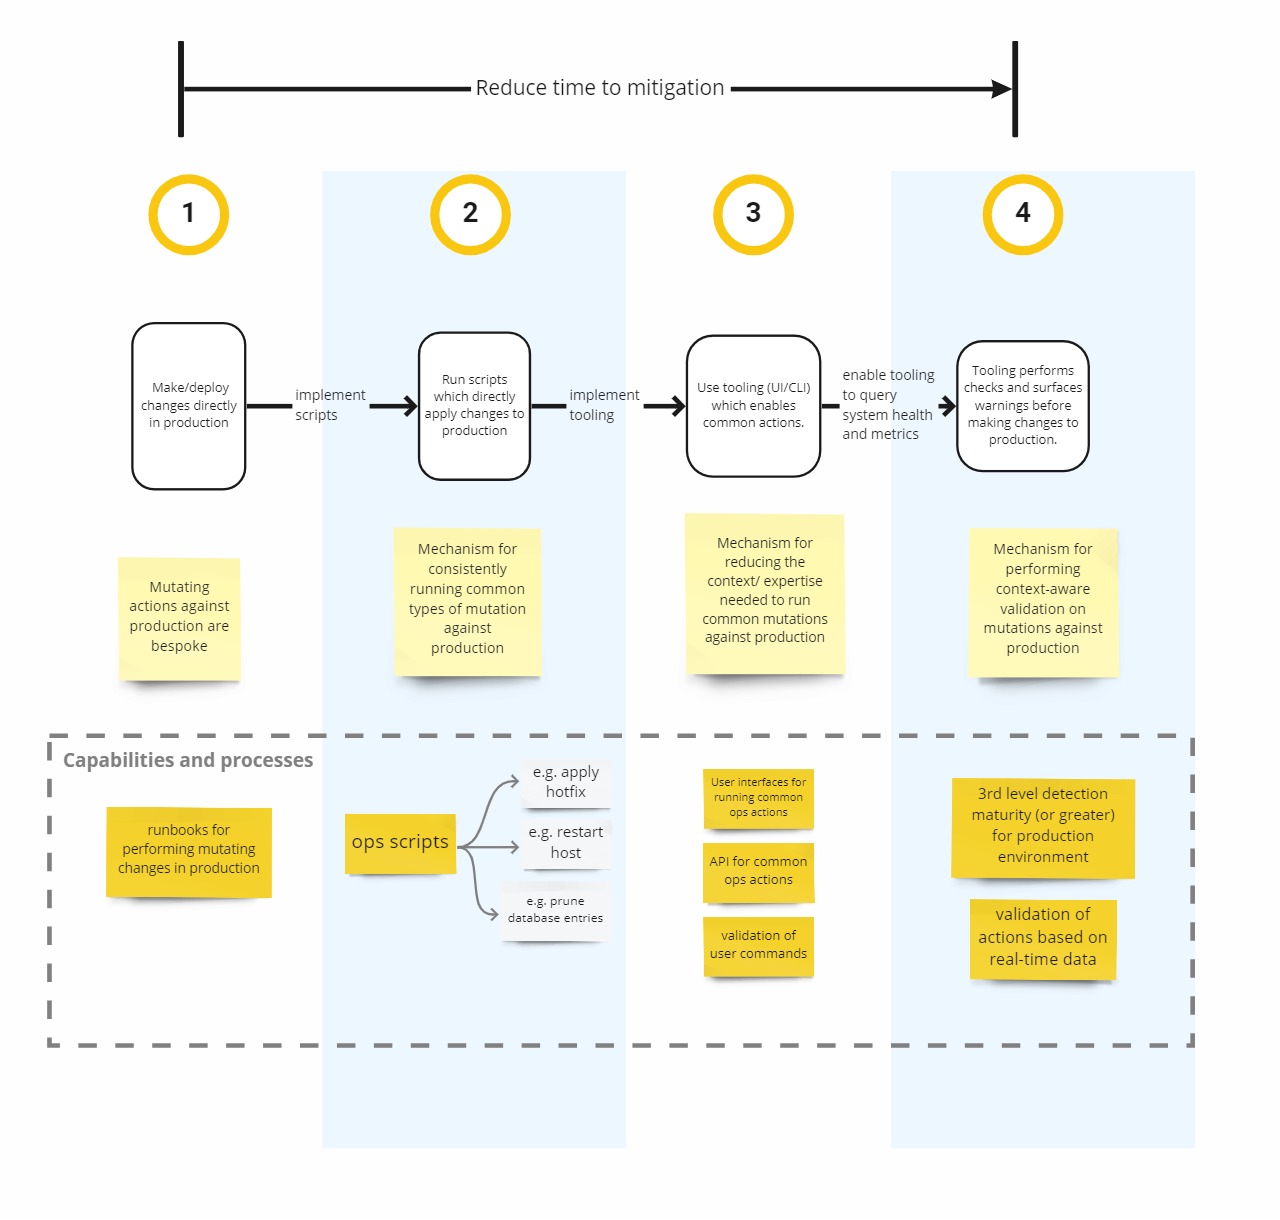 Reduce time to mitigation
1
2
3
4
Make/deploy
changes directly
in production
implement
scripts
Run scripts
which directly
apply changes to
production
implement
tooling
Use tooling (UI/CLI)
which enables
common actions.
enable tooling
to query
system health
and metrics
Tooling performs
checks and surfaces
warnings before
making changes to
production.
Mutating
actions against
production are
bespoke
Mechanism for
consistently
running common
types of mutation
against
production
Mechanism for
reducing the
context/ expertise
needed to run
common mutations
against production
Mechanism for
performing
context-aware
validation on
mutations against
production
Capabilities and processes
runbooks for
performing mutating
changes in production
ops scripts
e.g. apply
hotfix
e.g. restart
host
e.g. prune
database entries
User interfaces for
running common
ops actions
API for common
ops actions
validation of
user commands
3rd level detection
maturity (or greater)
for production
environment
validation of
actions based on
real-time data